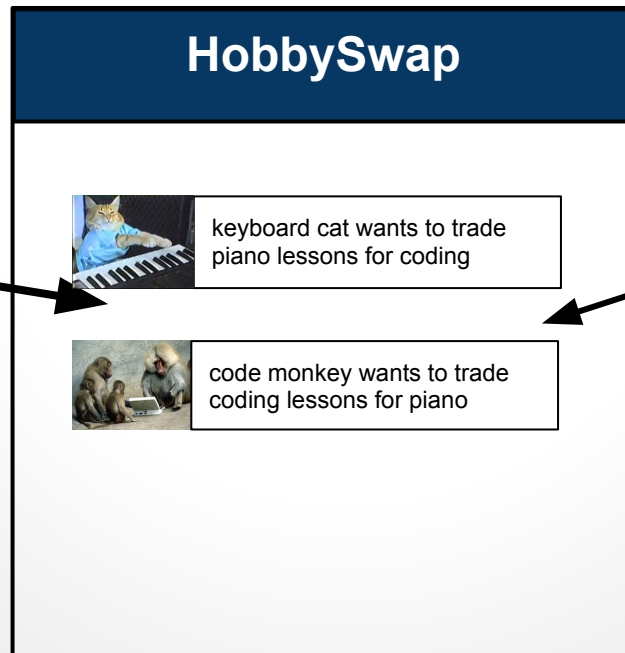 HobbySwap
keyboard cat wants to trade
piano lessons for coding
code monkey wants to trade
coding lessons for piano